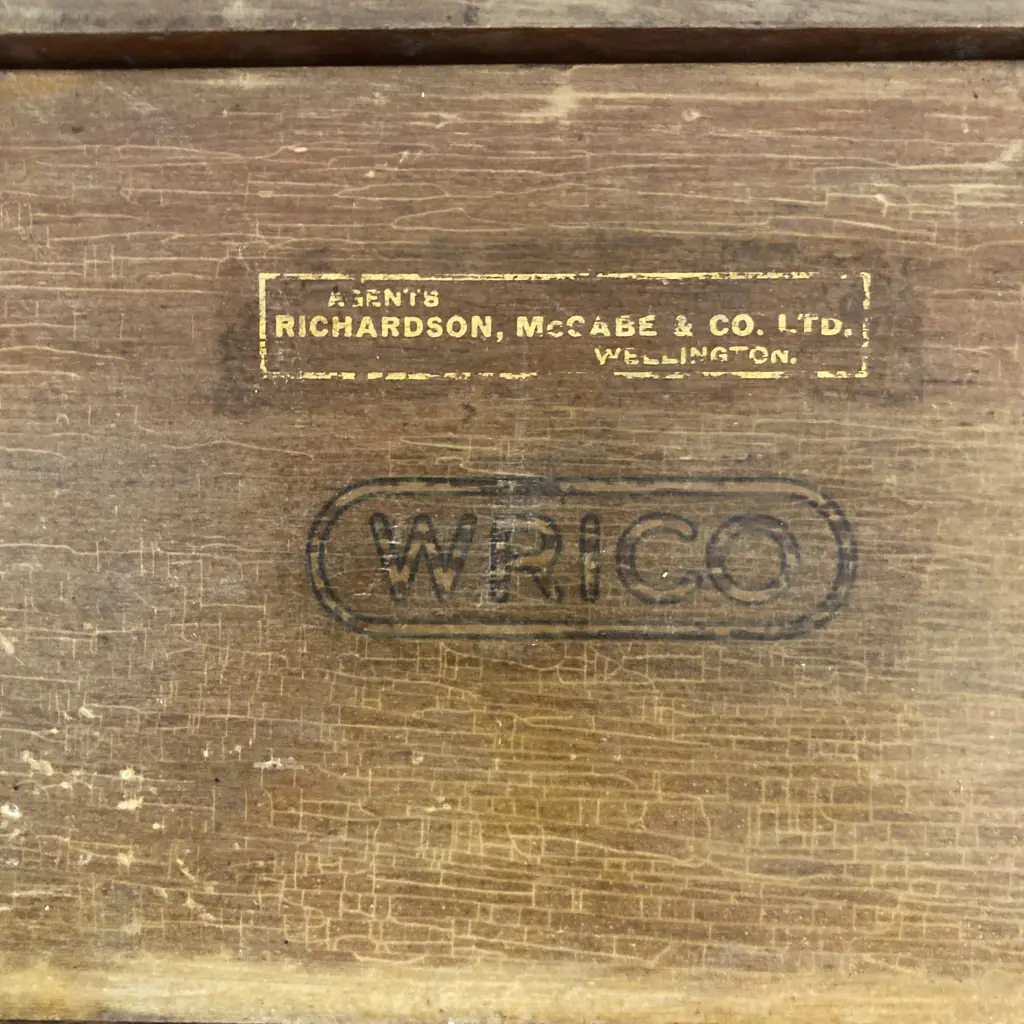 AGENTS
RICHARDSON, McCABE & CO. LTD.
WELLINGTON.
WRICO